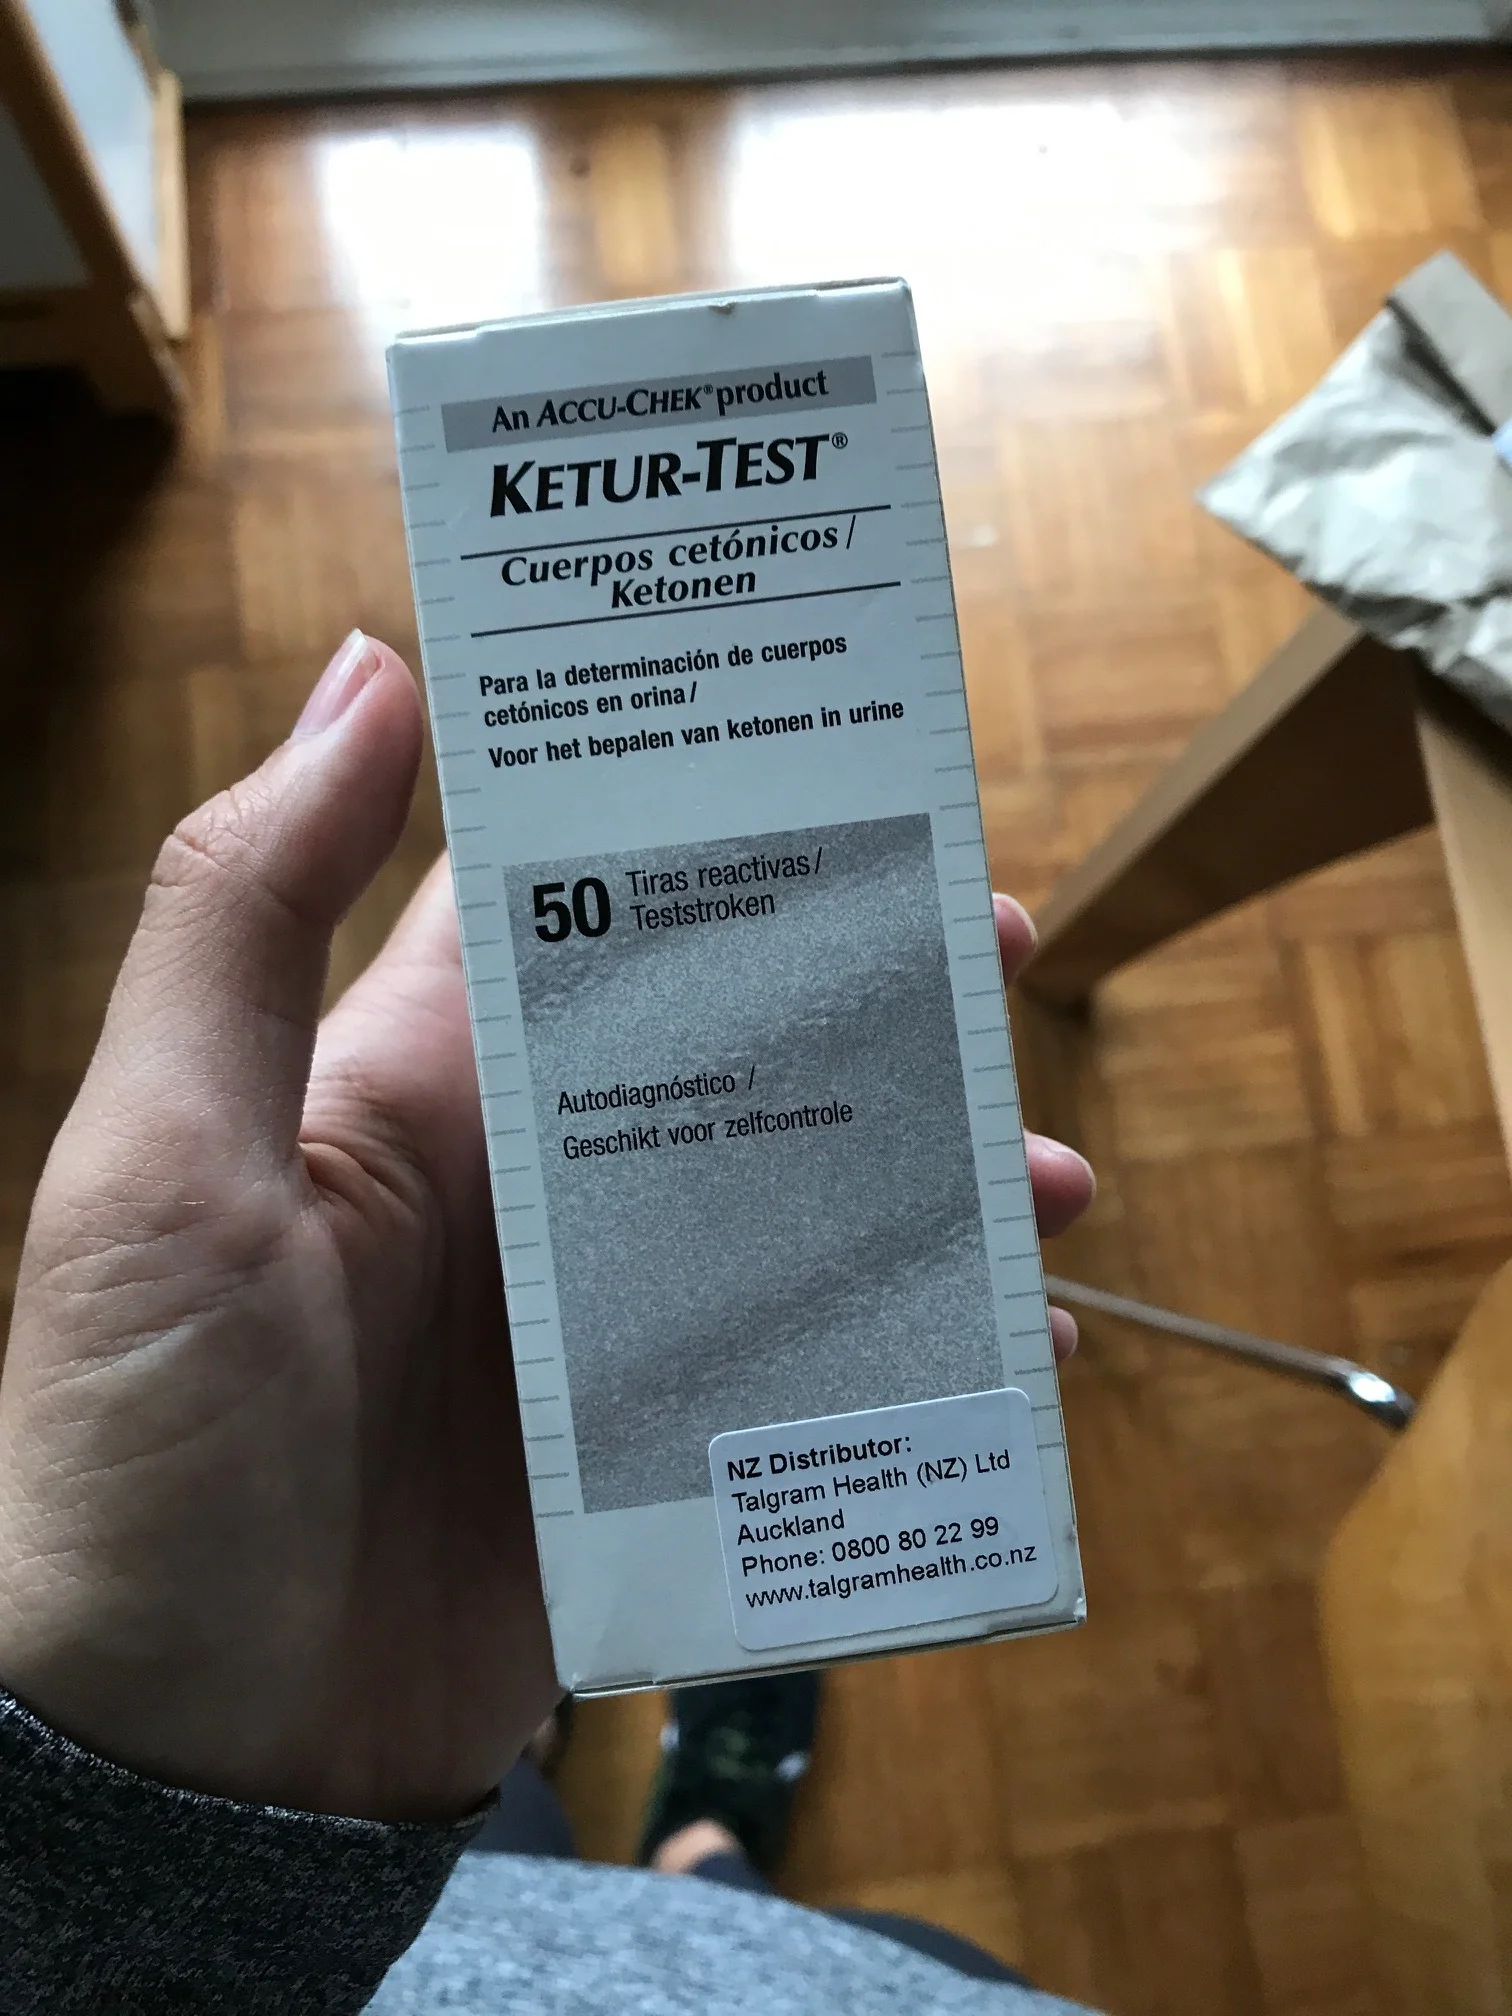 An ACCU-CHEK® product
KETUR-TEST®
Cuerpos cetónicos /
Ketonen
Para la determinación de cuerpos
cetónicos en orina /
Voor het bepalen van ketonen in urine
50 Tiras reactivas /
Teststroken
Autodiagnóstico /
Geschikt voor zelfcontrole
NZ Distributor:
Talgram Health (NZ) Ltd
Auckland
Phone: 0800 80 22 99
www.talgramhealth.co.nz